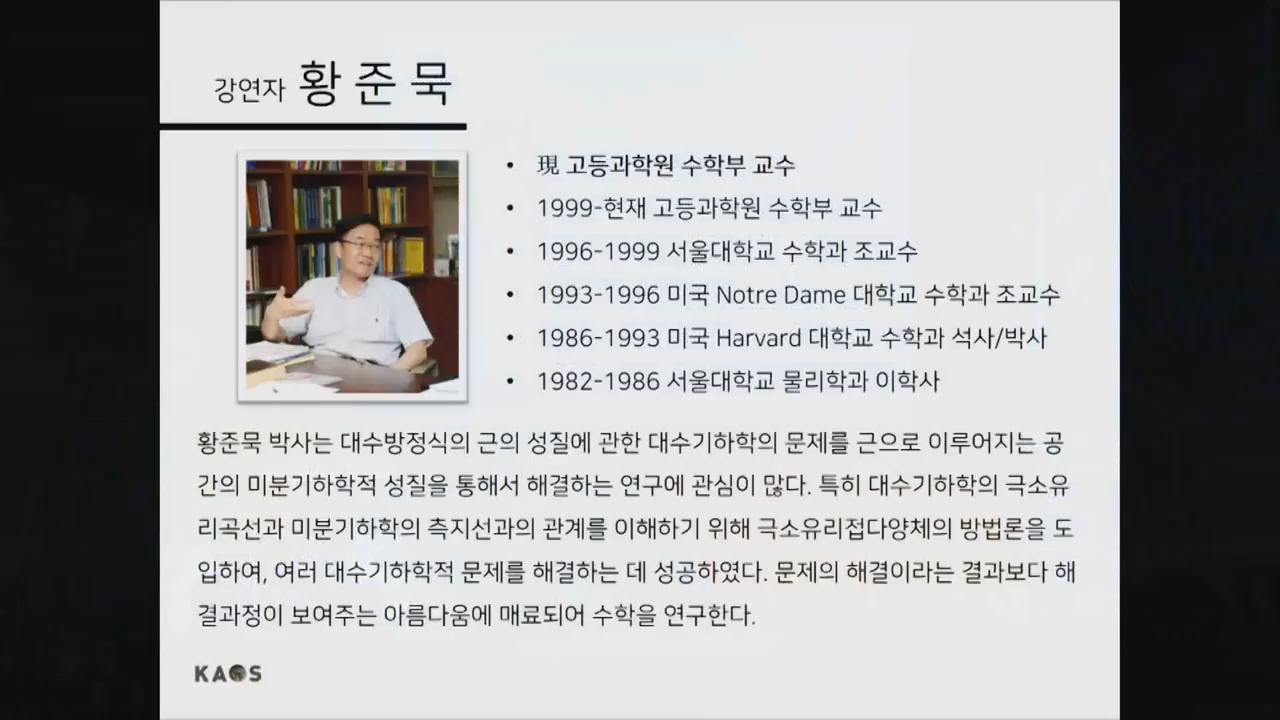 강연자 황준묵
• 現 고등과학원 수학부 교수
• 1999-현재 고등과학원 수학부 교수
• 1996-1999 서울대학교 수학과 조교수
• 1993-1996 미국 Notre Dame 대학교 수학과 조교수
• 1986-1993 미국 Harvard 대학교 수학과 석사/박사
• 1982-1986 서울대학교 물리학과 이학사
황준묵 박사는 대수방정식의 근의 성질에 관한 대수기하학의 문제를 근으로 이루어지는 공
간의 미분기하학적 성질을 통해서 해결하는 연구에 관심이 많다. 특히 대수기하학의 극소유
리곡선과 미분기하학의 측지선과의 관계를 이해하기 위해 극소유리접다양체의 방법론을 도
입하여, 여러 대수기하학적 문제를 해결하는 데 성공하였다. 문제의 해결이라는 결과보다 해
결과정이 보여주는 아름다움에 매료되어 수학을 연구한다.
KAOS